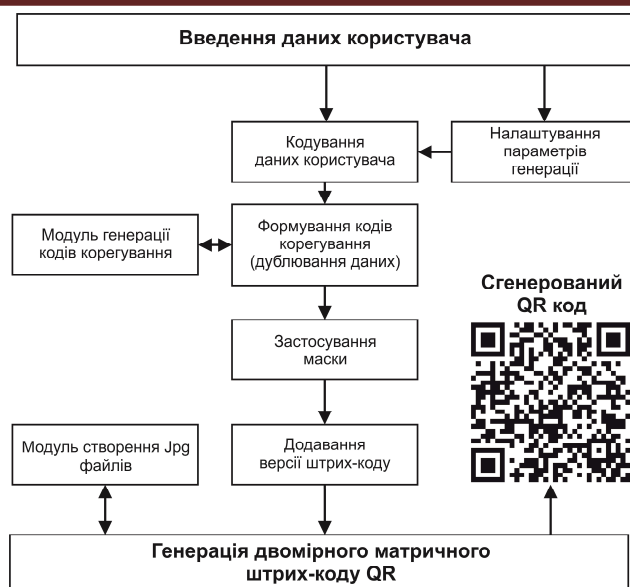 Введення даних користувача
Кодування
даних користувача
Налаштування
параметрів
генерації
Модуль генерації
кодів корегування
Формування кодів
корегування
(дублювання даних)
Сгенерований
QR код
Застосування
маски
Модуль створення Jpg
файлів
Додавання
версії штрих-коду
Генерація двомірного матричного
штрих-коду QR